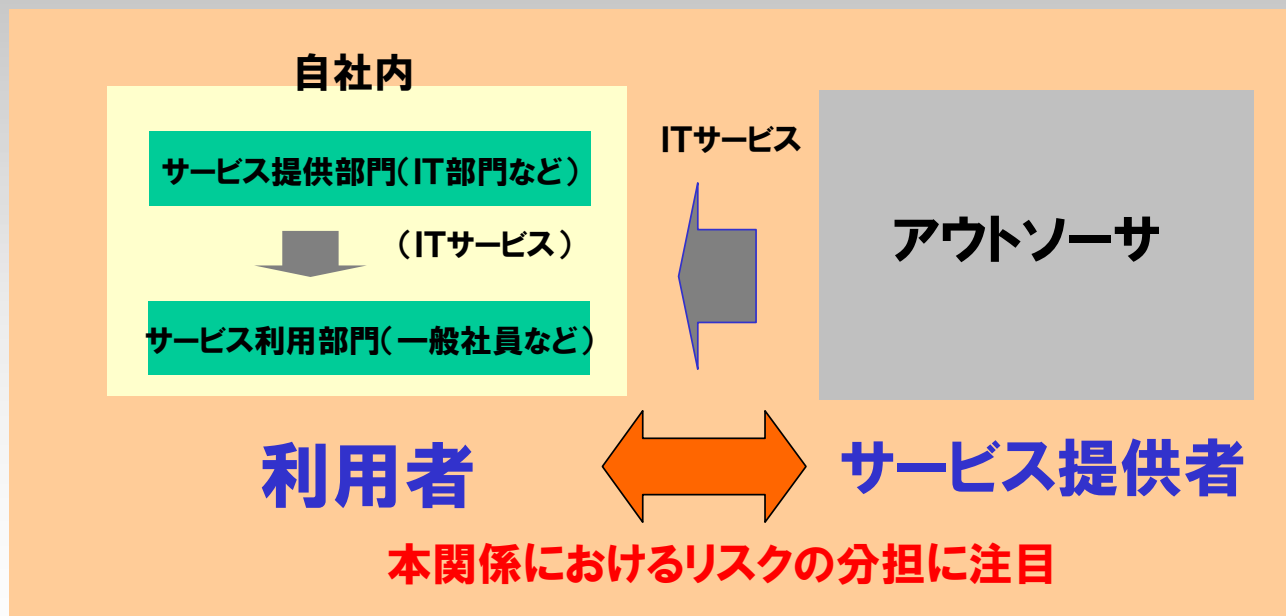 自社内
サービス提供部門(IT部門など)
(ITサービス)
サービス利用部門(一般社員など)
ITサービス
アウトソーサ
利用者
サービス提供者
本関係におけるリスクの分担に注目